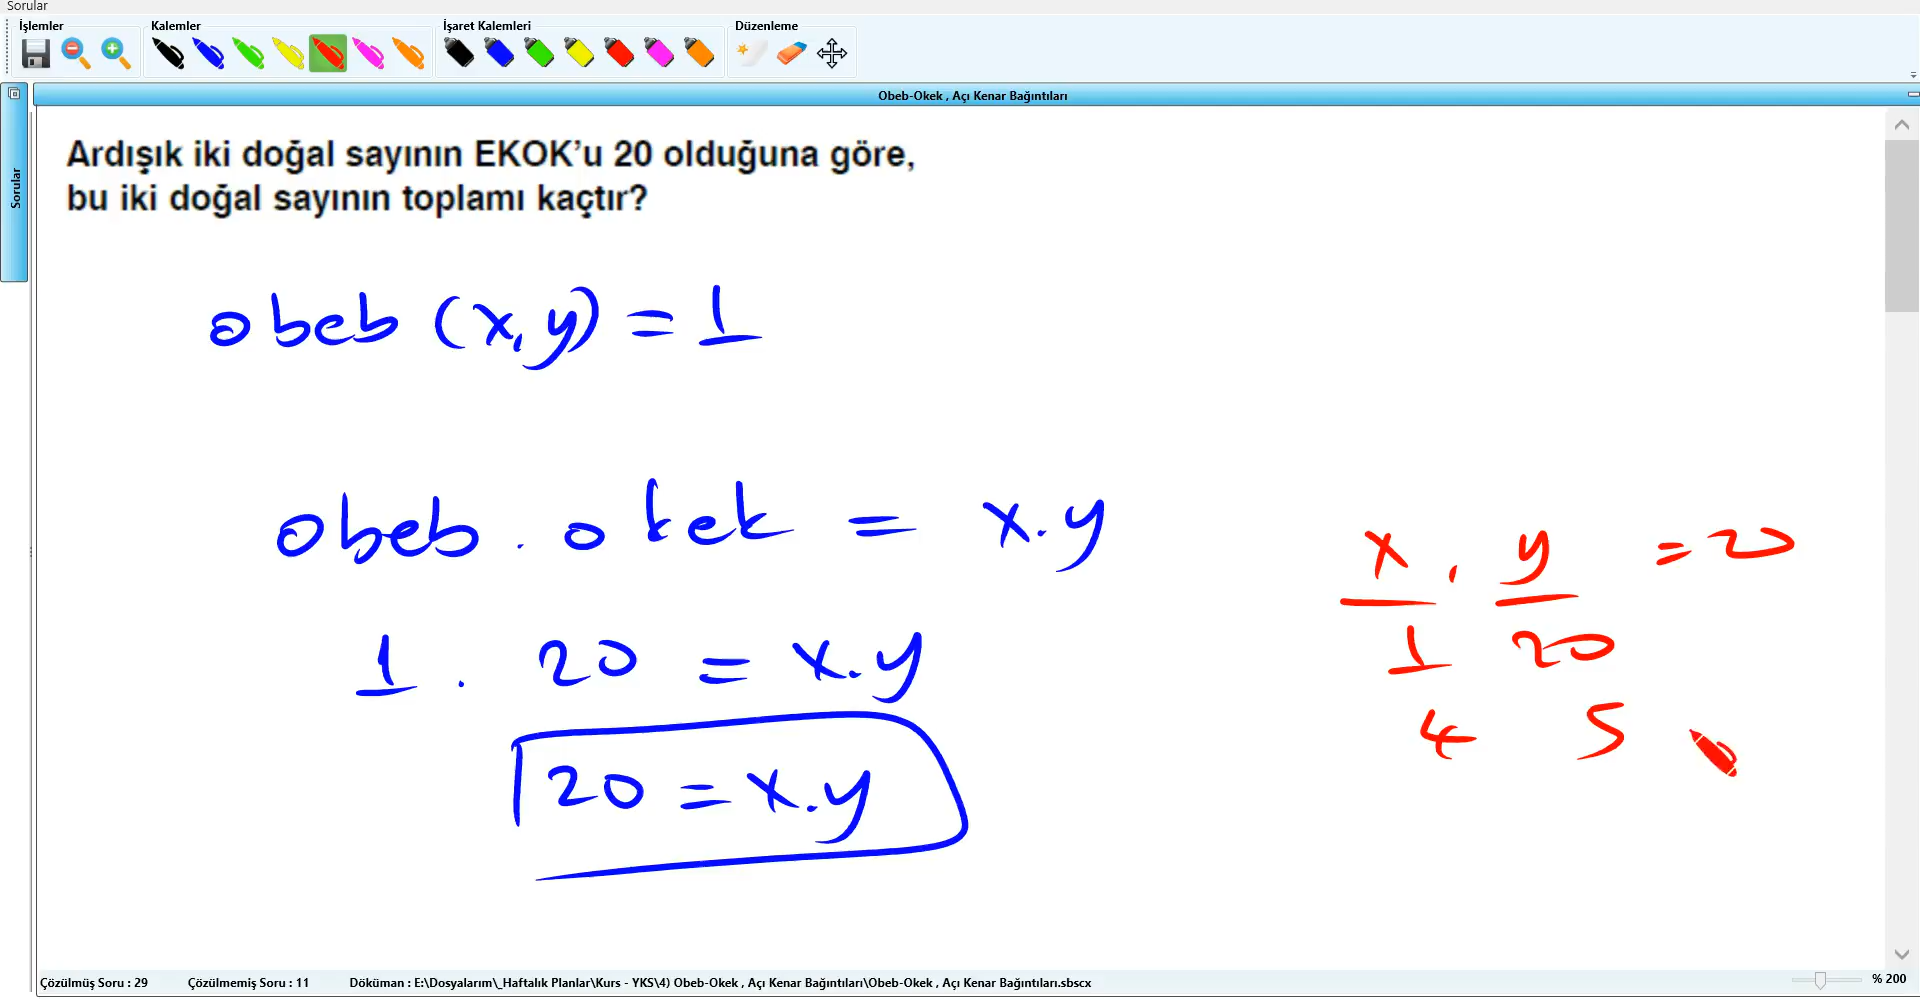 Sorular
İşlemler Kalemler İşaret Kalemleri Düzenleme
Obeb-Okek , Açı Kenar Bağıntıları
Sorular
Ardışık iki doğal sayının EKOK’u 20 olduğuna göre,
bu iki doğal sayının toplamı kaçtır?
obeb (x,y) = 1
obeb . okek = x.y
1 . 20 = x.y
20 = x.y
x . y = 20
1 20
4 5
Çözülmüş Soru : 29 Çözülmemiş Soru : 11 Döküman : E:\Dosyalarım\_Haftalık Planlar\Kurs - YKS\4) Obeb-Okek , Açı Kenar Bağıntıları\Obeb-Okek , Açı Kenar Bağıntıları.sbscx % 200